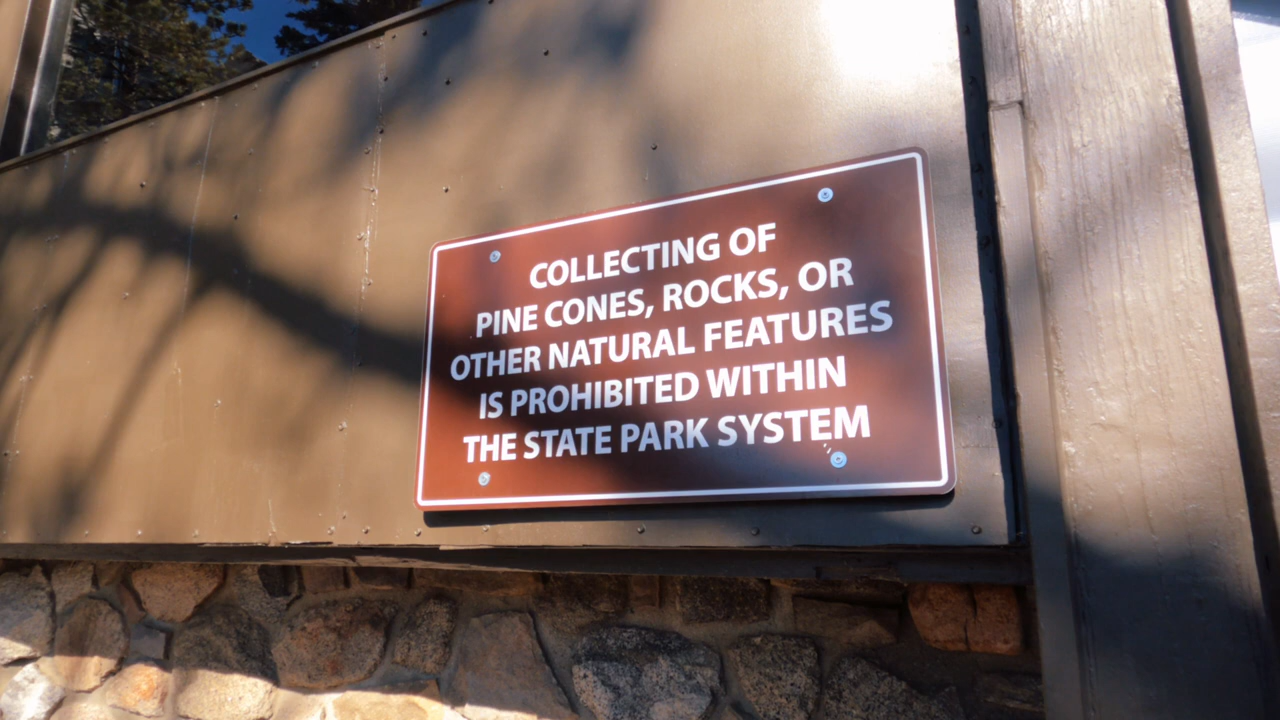 COLLECTING OF
PINE CONES, ROCKS, OR
OTHER NATURAL FEATURES
IS PROHIBITED WITHIN
THE STATE PARK SYSTEM